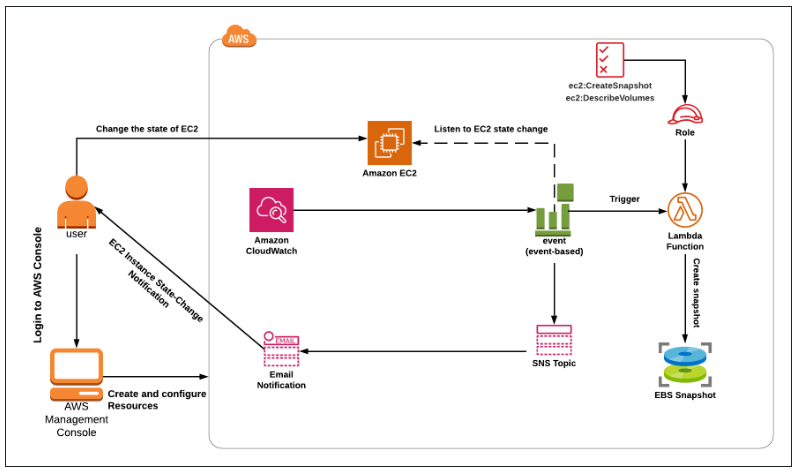 AWS
ec2:CreateSnapshot
ec2:DescribeVolumes
Change the state of EC2
Listen to EC2 state change
Role
Amazon EC2
Trigger
user
Amazon
CloudWatch
event
(event-based)
Lambda
Function
Login to AWS Console
EC2 Instance State-Change
Notification
Create snapshot
EMAIL
Email
Notification
SNS Topic
EBS Snapshot
Create and configure
Resources
AWS
Management
Console